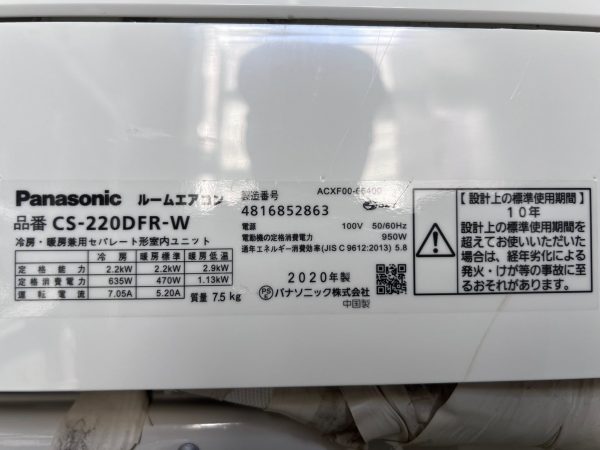 Panasonic ルームエアコン
品番 CS-220DFR-W
冷房・暖房兼用セパレート形室内ユニット
冷房 暖房標準 暖房低温
定格能力 2.2kW 2.2kW 2.9kW
定格消費電力 635W 470W 1.13kW
運転電流 7.05A 5.20A
質量 7.5 kg
製造番号 ACXF00-66400
4816852863
電源 100V 50/60Hz
電動機の定格消費電力 950W
通年エネルギー消費効率(JIS C 9612:2013) 5.8
2020年製
PS E パナソニック株式会社
中国製
【設計上の標準使用期間】
10年
設計上の標準使用期間を
超えてお使いいただいた
場合は、経年劣化による
発火・けが等の事故に至
るおそれがあります。